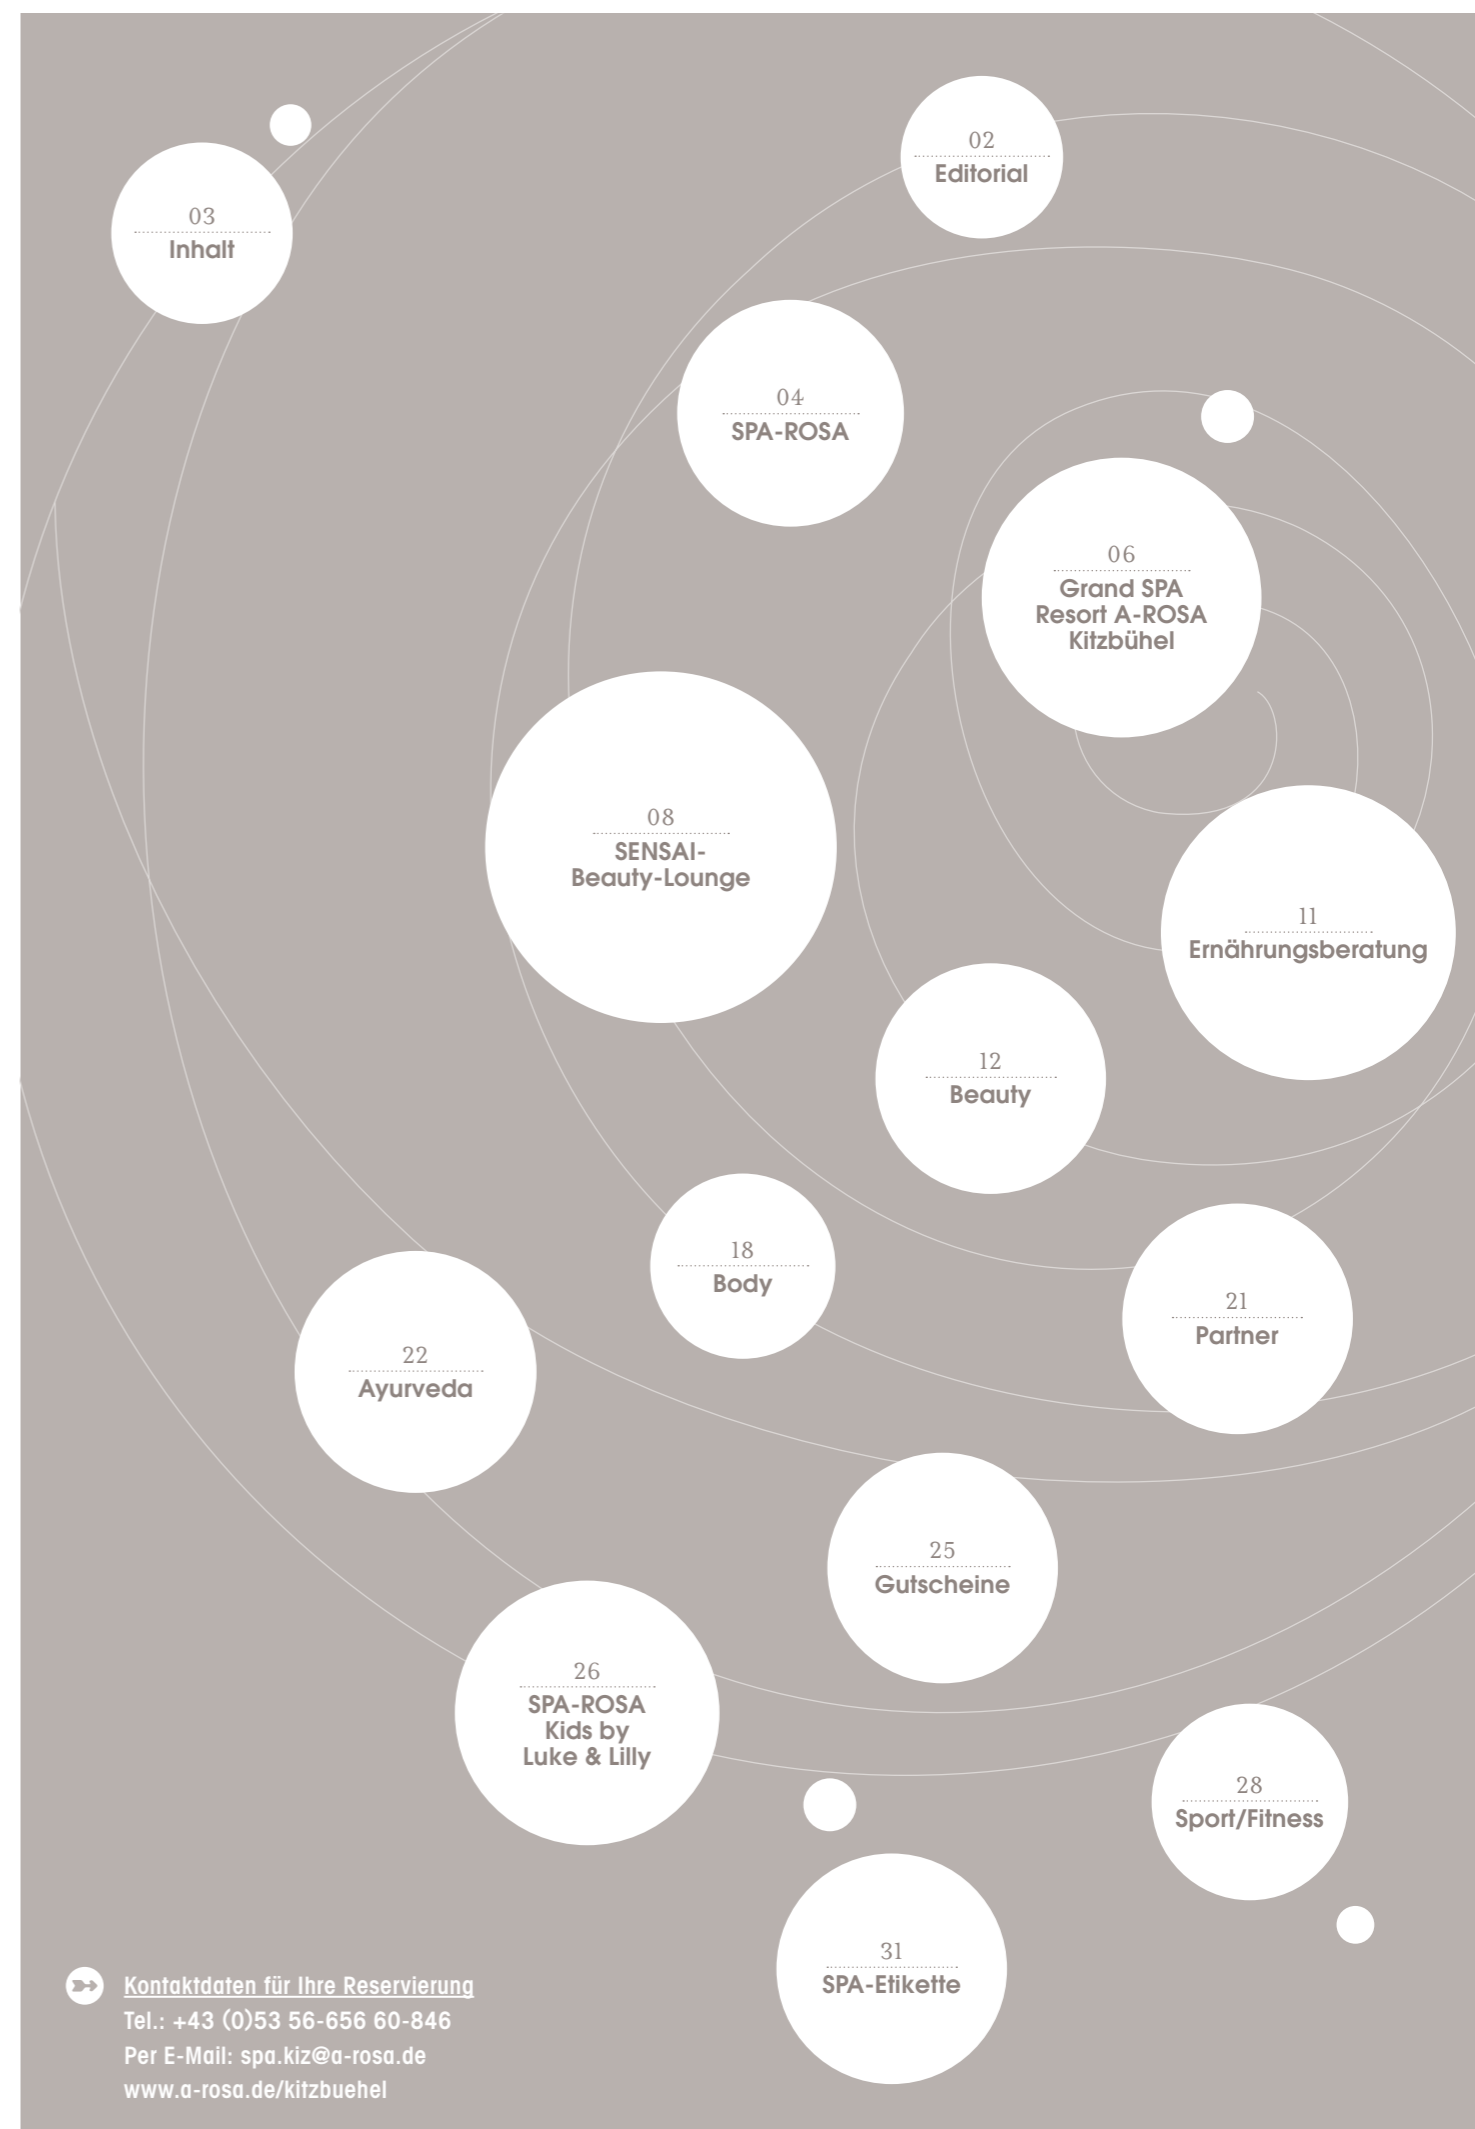 02
Editorial
03
Inhalt
04
SPA-ROSA
06
Grand SPA
Resort A-ROSA
Kitzbühel
08
SENSAI-
Beauty-Lounge
11
Ernährungsberatung
12
Beauty
18
Body
21
Partner
22
Ayurveda
25
Gutscheine
26
SPA-ROSA
Kids by
Luke & Lilly
28
Sport/Fitness
31
SPA-Etikette
Kontaktdaten für Ihre Reservierung
Tel.: +43 (0)53 56-656 60-846
Per E-Mail: spa.kiz@a-rosa.de
www.a-rosa.de/kitzbuehel